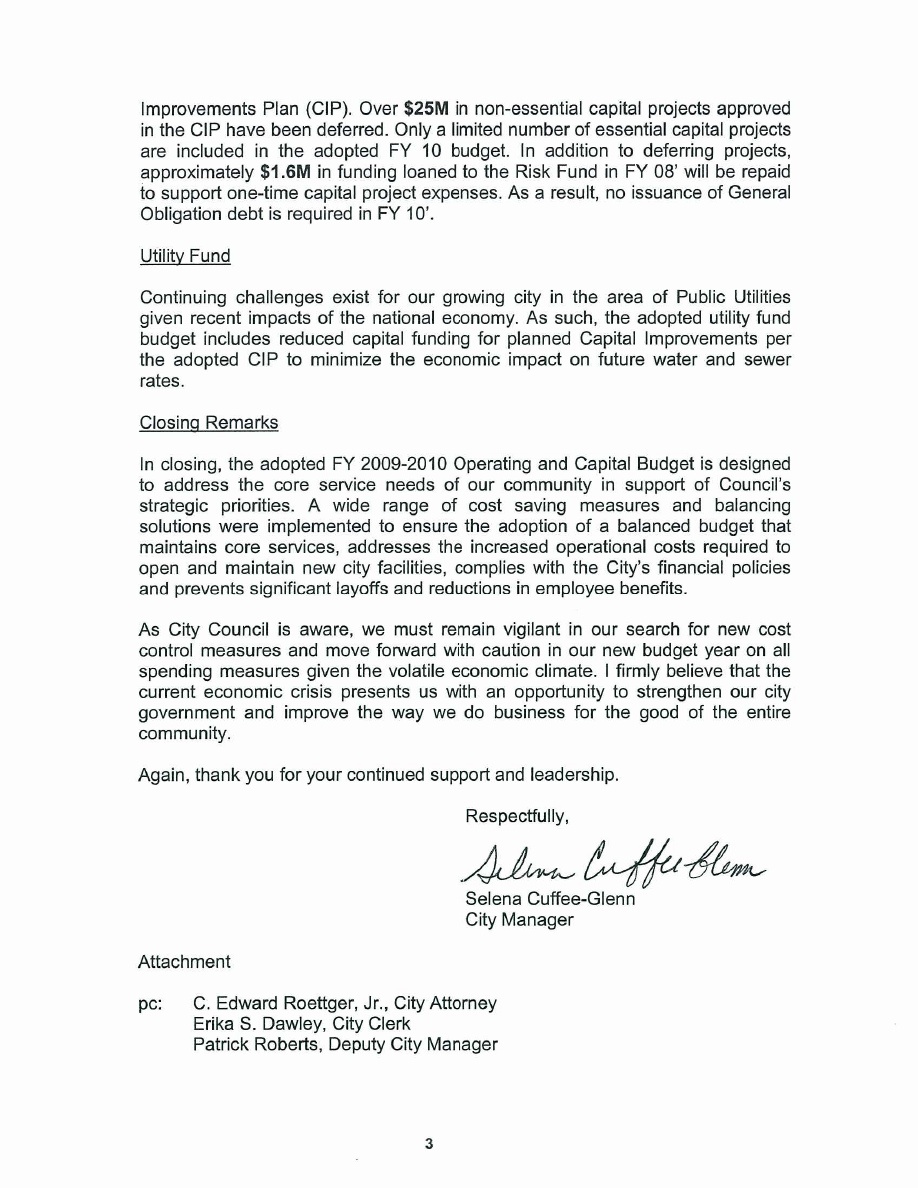 Improvements Plan (CIP). Over $25M in non-essential capital projects approved
in the CIP have been deferred. Only a limited number of essential capital projects
are included in the adopted FY 10 budget. In addition to deferring projects,
approximately $1.6M in funding loaned to the Risk Fund in FY 08' will be repaid
to support one-time capital project expenses. As a result, no issuance of General
Obligation debt is required in FY 10'.
Utility Fund
Continuing challenges exist for our growing city in the area of Public Utilities
given recent impacts of the national economy. As such, the adopted utility fund
budget includes reduced capital funding for planned Capital Improvements per
the adopted CIP to minimize the economic impact on future water and sewer
rates.
Closing Remarks
In closing, the adopted FY 2009-2010 Operating and Capital Budget is designed
to address the core service needs of our community in support of Council's
strategic priorities. A wide range of cost saving measures and balancing
solutions were implemented to ensure the adoption of a balanced budget that
maintains core services, addresses the increased operational costs required to
open and maintain new city facilities, complies with the City's financial policies
and prevents significant layoffs and reductions in employee benefits.
As City Council is aware, we must remain vigilant in our search for new cost
control measures and move forward with caution in our new budget year on all
spending measures given the volatile economic climate. I firmly believe that the
current economic crisis presents us with an opportunity to strengthen our city
government and improve the way we do business for the good of the entire
community.
Again, thank you for your continued support and leadership.
Respectfully,
Selena Cuffee-Glenn
Selena Cuffee-Glenn
City Manager
Attachment
pc: C. Edward Roettger, Jr., City Attorney
Erika S. Dawley, City Clerk
Patrick Roberts, Deputy City Manager
3